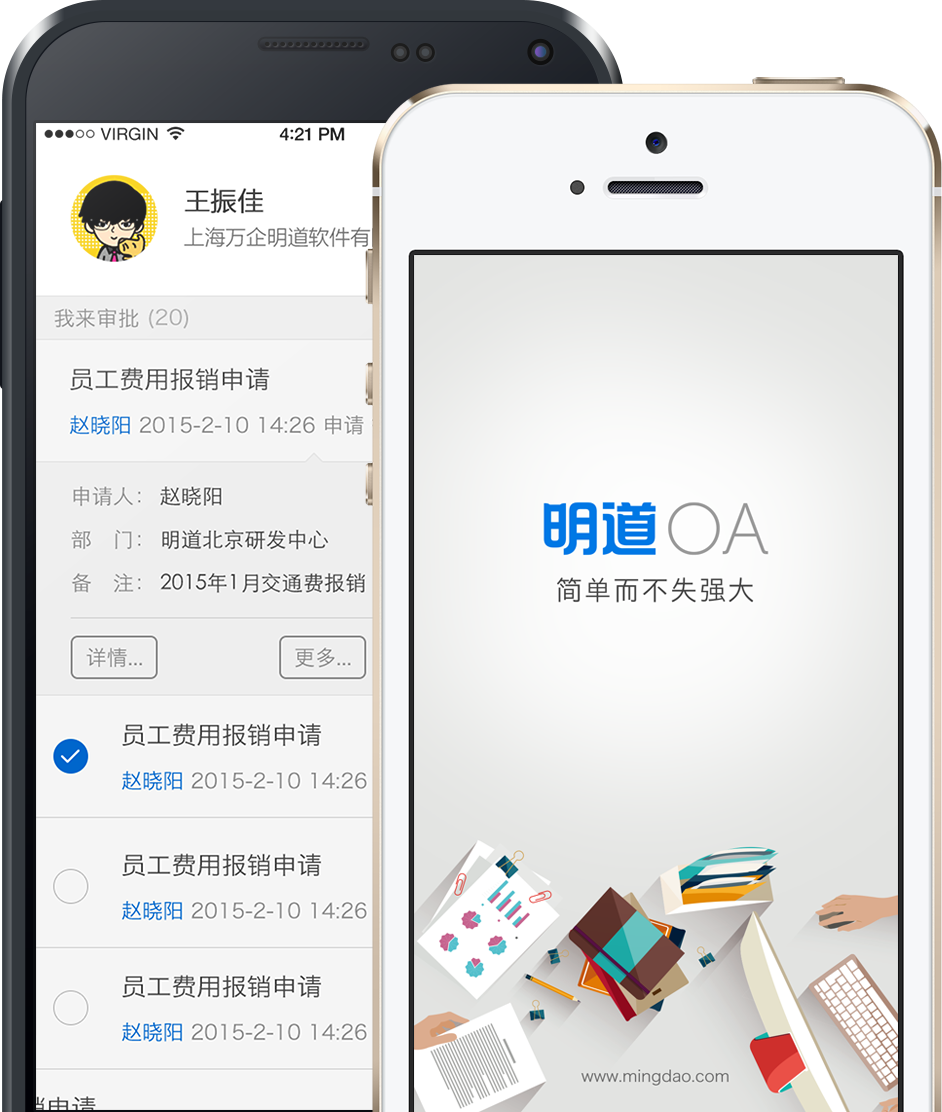 VIRGIN 4:21 PM
王振佳
上海万企明道软件有
我来审批 (20)
员工费用报销申请
赵晓阳 2015-2-10 14:26 申请
申请人： 赵晓阳
部 门： 明道北京研发中心
备 注： 2015年1月交通费报销
详情... 更多...
员工费用报销申请
赵晓阳 2015-2-10 14:26
员工费用报销申请
赵晓阳 2015-2-10 14:26
员工费用报销申请
赵晓阳 2015-2-10 14:26
销申请
明道OA
简单而不失强大
www.mingdao.com